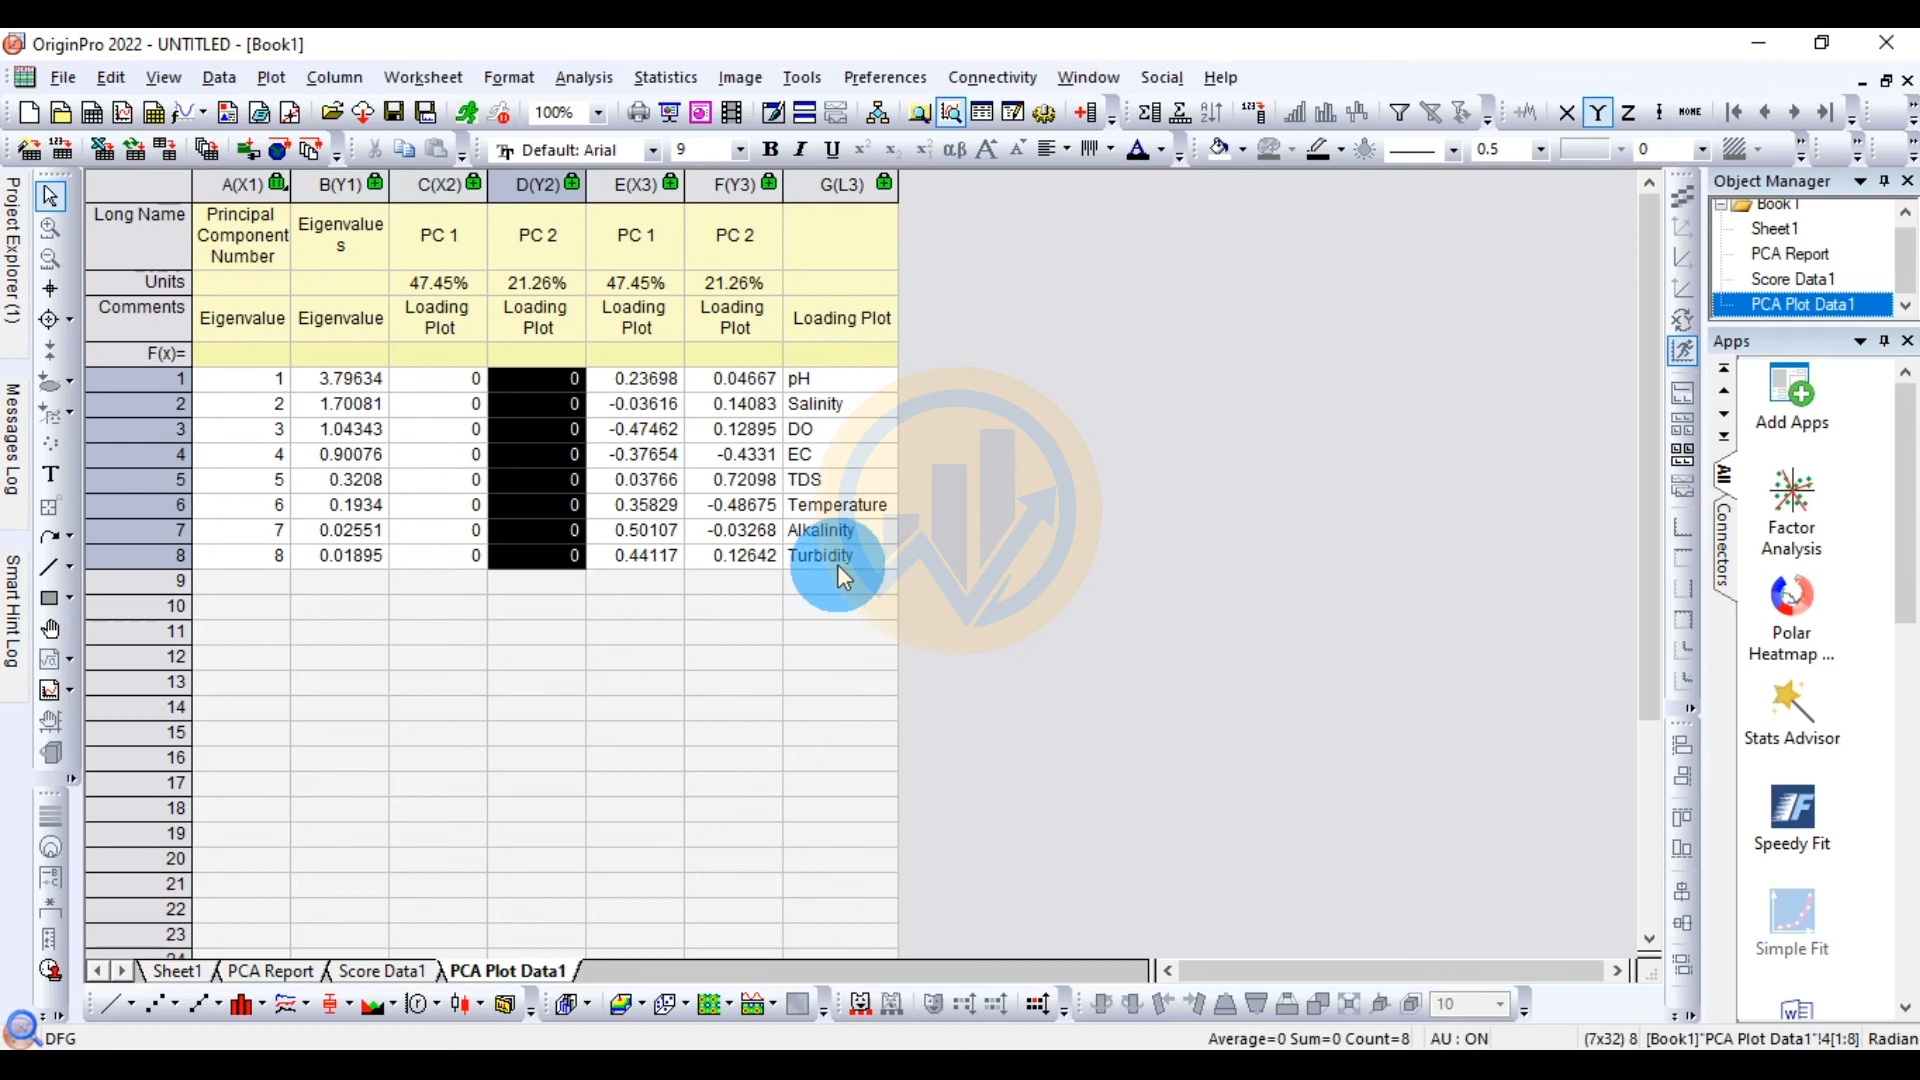 OriginPro 2022 - UNTITLED - [Book1]
File Edit View Data Plot Column Worksheet Format Analysis Statistics Image Tools Preferences Connectivity Window Social Help
100% X Y Z NONE
Default: Arial 9 B I U αβ A A 0.5 0
A(X1) B(Y1) C(X2) D(Y2) E(X3) F(Y3) G(L3)
Long Name Principal Component Number Eigenvalues PC 1 PC 2 PC 1 PC 2
Units 47.45% 21.26% 47.45% 21.26%
Comments Eigenvalue Eigenvalue Loading Plot Loading Plot Loading Plot Loading Plot Loading Plot
F(x)=
1 1 3.79634 0 0 0.23698 0.04667 pH
2 2 1.70081 0 0 -0.03616 0.14083 Salinity
3 3 1.04343 0 0 -0.47462 0.12895 DO
4 4 0.90076 0 0 -0.37654 -0.4331 EC
5 5 0.3208 0 0 0.03766 0.72098 TDS
6 6 0.1934 0 0 0.35829 -0.48675 Temperature
7 7 0.02551 0 0 0.50107 -0.03268 Alkalinity
8 8 0.01895 0 0 0.44117 0.12642 Turbidity
9
10
11
12
13
14
15
16
17
18
19
20
21
22
23
Sheet1 PCA Report Score Data1 PCA Plot Data1
Project Explorer (1)
Messages Log
Smart Hint Log
Object Manager
Book1
Sheet1
PCA Report
Score Data1
PCA Plot Data1
Apps
All
Connectors
Add Apps
Factor
Analysis
Polar
Heatmap ...
Stats Advisor
Speedy Fit
Simple Fit
10
DFG
Average=0 Sum=0 Count=8 AU : ON (7x32) 8 [Book1]"PCA Plot Data1"!4[1:8] Radian